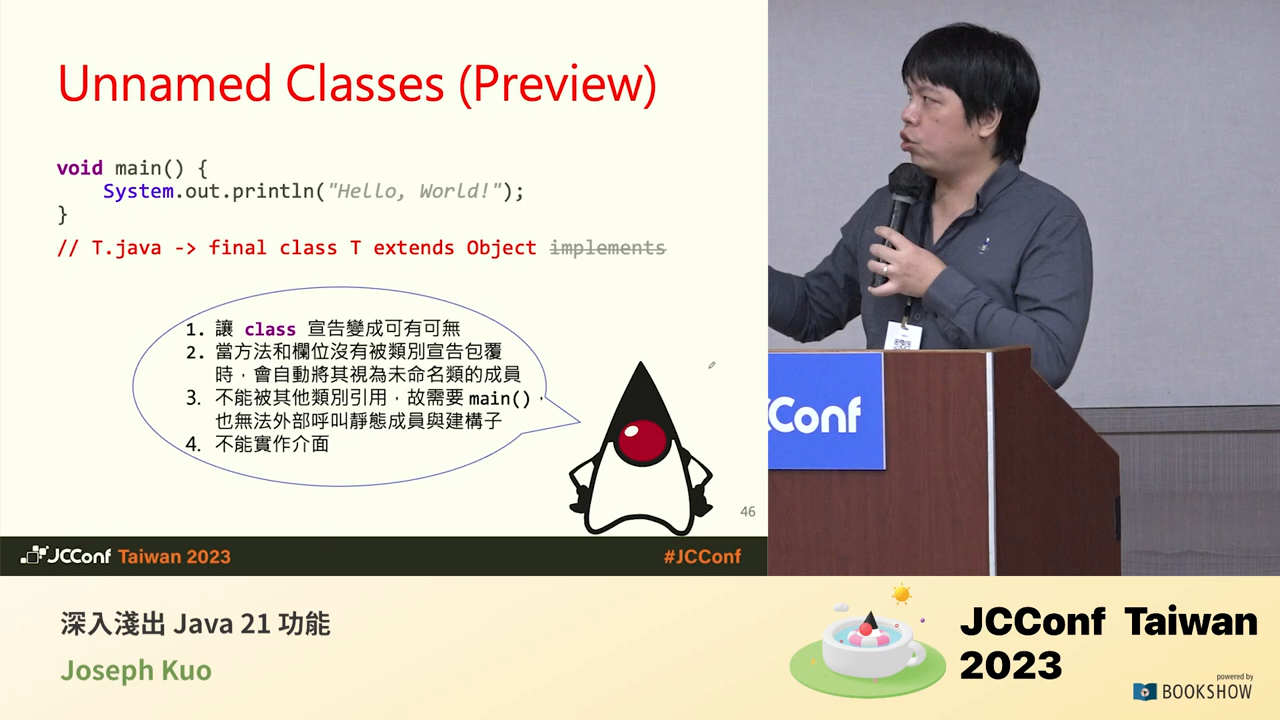 Unnamed Classes (Preview)
void main() {
System.out.println("Hello, World!");
}
// T.java -> final class T extends Object implements
1. 讓 class 宣告變成可有可無
2. 當方法和欄位沒有被類別宣告包覆
時，會自動將其視為未命名類的成員
3. 不能被其他類別引用，故需要 main()，
也無法外部呼叫靜態成員與建構子
4. 不能實作介面
46
JCConf Taiwan 2023
#JCConf
CConf
深入淺出 Java 21 功能
Joseph Kuo
JCConf Taiwan
2023
powered by
BOOKSHOW